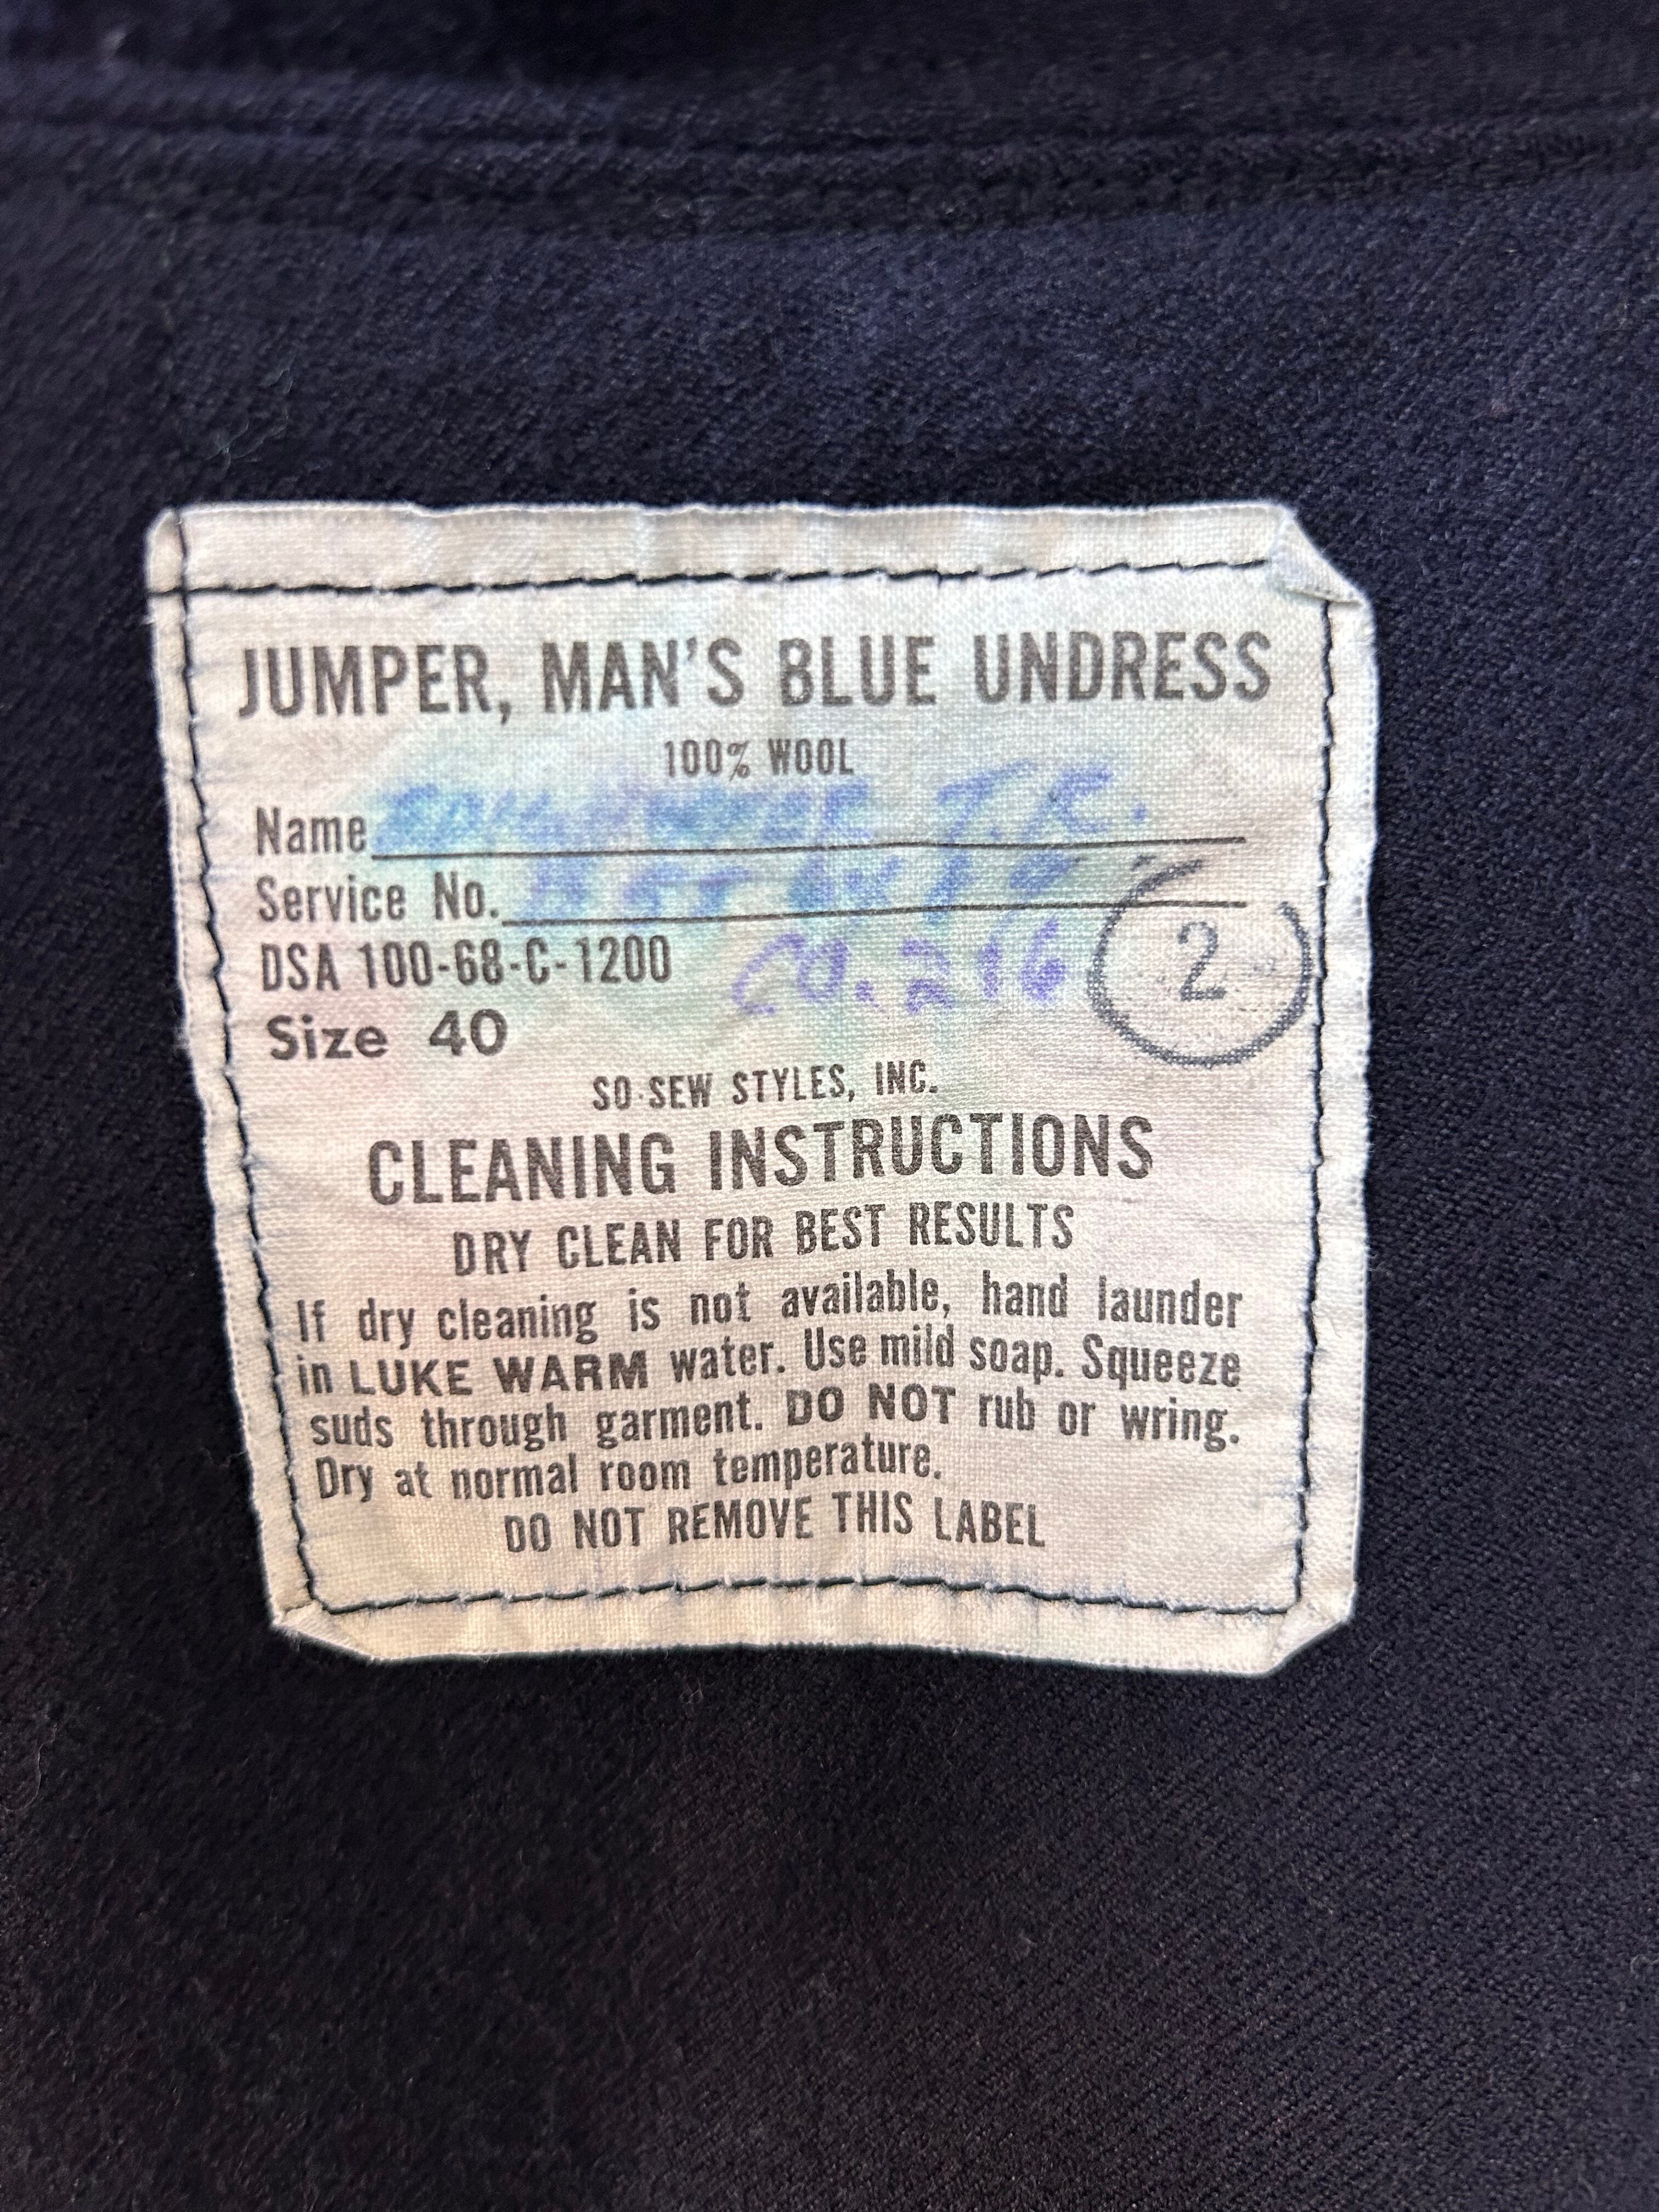 JUMPER, MAN'S BLUE UNDRESS
100% WOOL
Name T.R.
Service No.
DSA 100-68-C-1200 CO. 216
2
Size 40
SO-SEW STYLES, INC.
CLEANING INSTRUCTIONS
DRY CLEAN FOR BEST RESULTS
If dry cleaning is not available, hand launder
in LUKE WARM water. Use mild soap. Squeeze
suds through garment. DO NOT rub or wring.
Dry at normal room temperature.
DO NOT REMOVE THIS LABEL